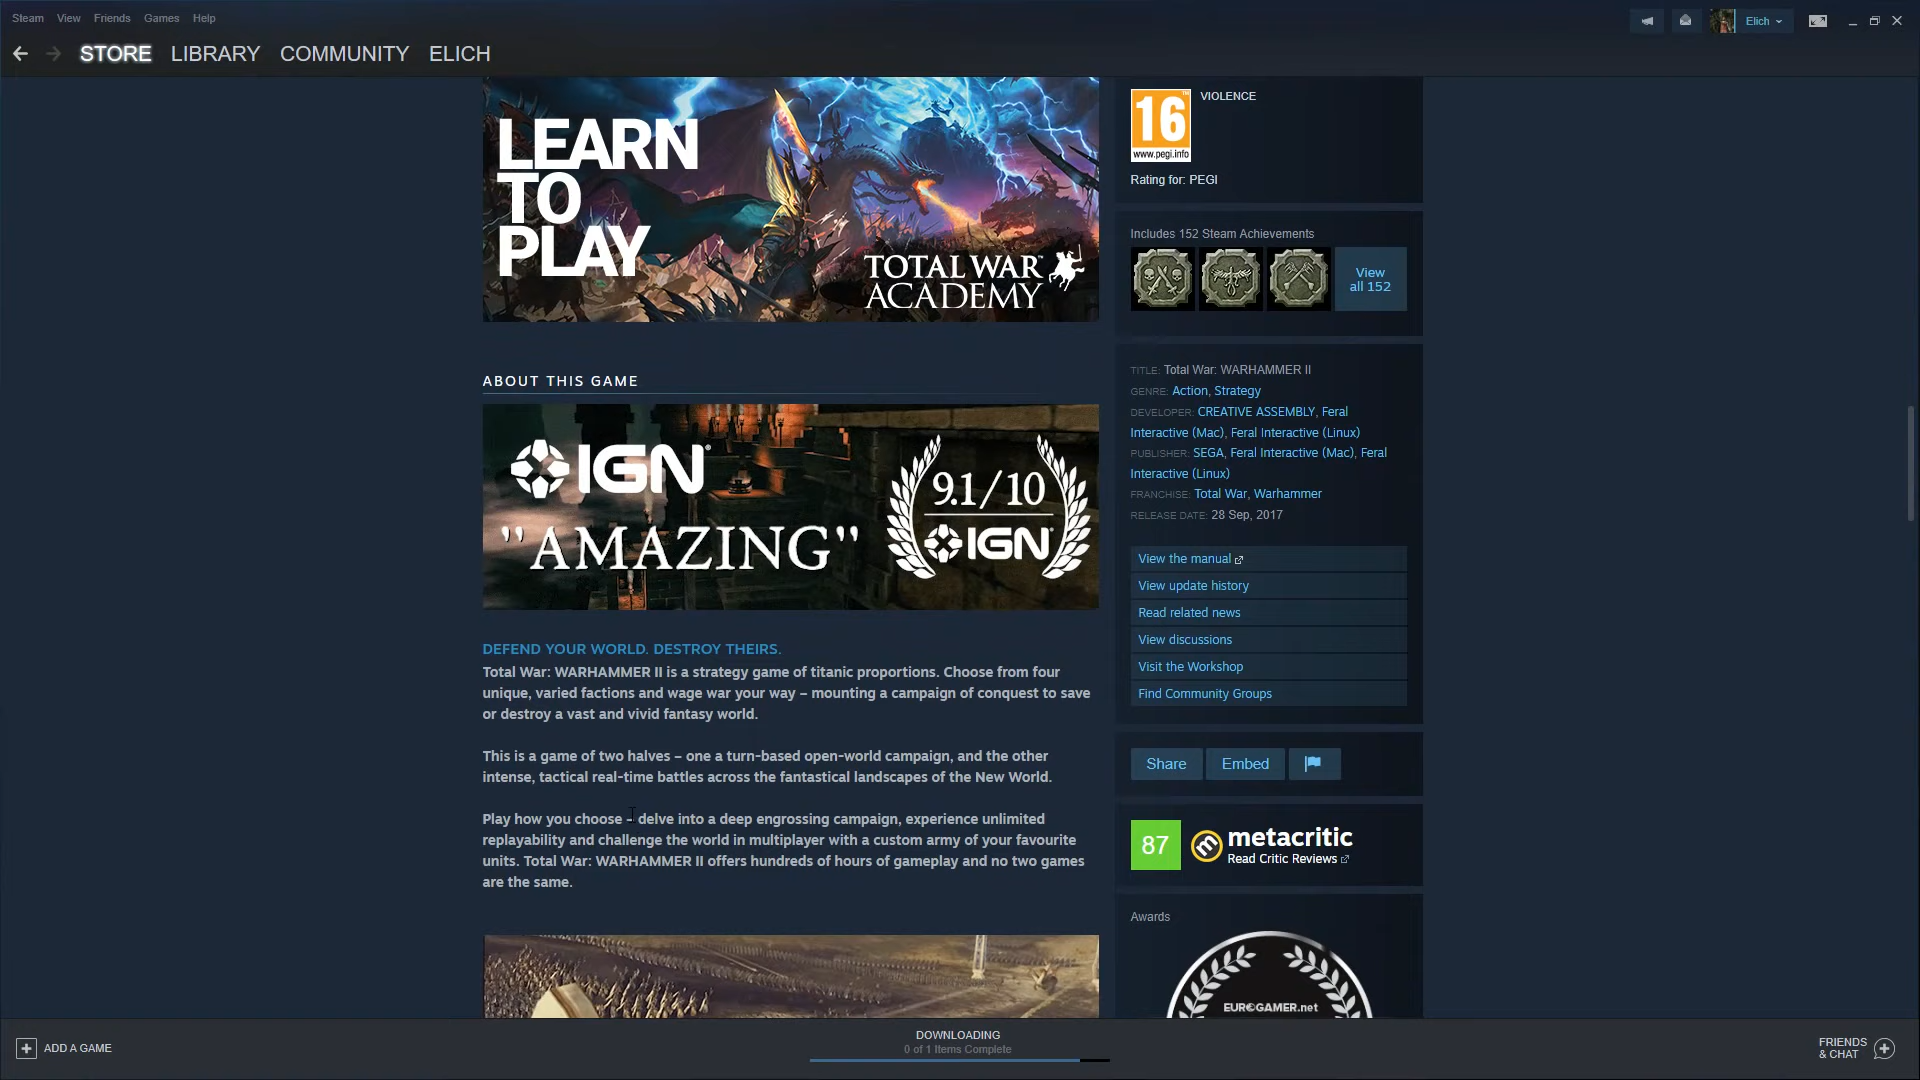 Steam View Friends Games Help
Elich
STORE LIBRARY COMMUNITY ELICH
LEARN
TO
PLAY
TOTAL WAR
ACADEMY
ABOUT THIS GAME
IGN
"AMAZING"
9.1/10
IGN
DEFEND YOUR WORLD. DESTROY THEIRS.
Total War: WARHAMMER II is a strategy game of titanic proportions. Choose from four
unique, varied factions and wage war your way – mounting a campaign of conquest to save
or destroy a vast and vivid fantasy world.
This is a game of two halves – one a turn-based open-world campaign, and the other
intense, tactical real-time battles across the fantastical landscapes of the New World.
Play how you choose – delve into a deep engrossing campaign, experience unlimited
replayability and challenge the world in multiplayer with a custom army of your favourite
units. Total War: WARHAMMER II offers hundreds of hours of gameplay and no two games
are the same.
16
www.pegi.info
VIOLENCE
Rating for: PEGI
Includes 152 Steam Achievements
View
all 152
TITLE: Total War: WARHAMMER II
GENRE: Action, Strategy
DEVELOPER: CREATIVE ASSEMBLY, Feral
Interactive (Mac), Feral Interactive (Linux)
PUBLISHER: SEGA, Feral Interactive (Mac), Feral
Interactive (Linux)
FRANCHISE: Total War, Warhammer
RELEASE DATE: 28 Sep, 2017
View the manual
View update history
Read related news
View discussions
Visit the Workshop
Find Community Groups
Share Embed
87
metacritic
Read Critic Reviews
Awards
EUROGAMER.net
ADD A GAME
DOWNLOADING
0 of 1 Items Complete
FRIENDS
& CHAT